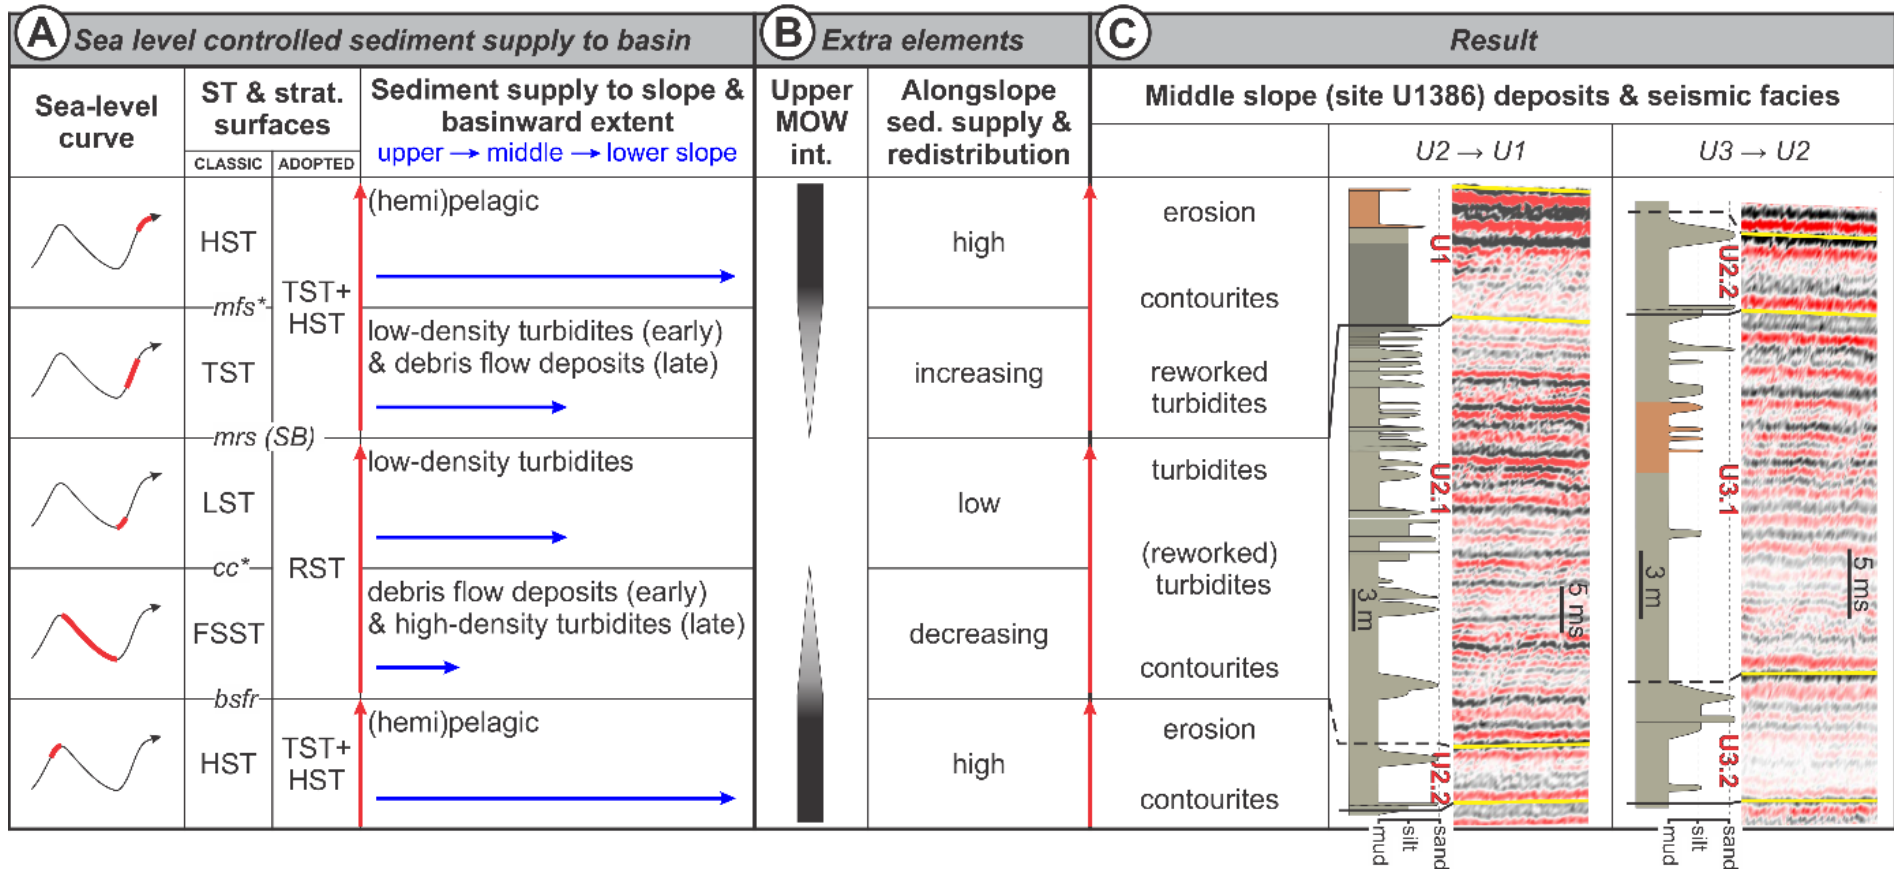 A Sea level controlled sediment supply to basin
B Extra elements
C Result
Sea-level
curve
ST & strat.
surfaces
CLASSIC ADOPTED
Sediment supply to slope &
basinward extent
upper → middle → lower slope
Upper
MOW
int.
Alongslope
sed. supply &
redistribution
Middle slope (site U1386) deposits & seismic facies
U2 → U1
U3 → U2
HST
mfs*
TST
mrs (SB)
LST
cc*
FSST
bsfr
HST
TST+
HST
RST
TST+
HST
(hemi)pelagic
low-density turbidites (early)
& debris flow deposits (late)
low-density turbidites
debris flow deposits (early)
& high-density turbidites (late)
(hemi)pelagic
high
increasing
low
decreasing
high
erosion
contourites
reworked
turbidites
turbidites
(reworked)
turbidites
contourites
erosion
contourites
U1
U2.1
U2.2
3 m
5 ms
mud
silt
sand
U2.2
U3.1
U3.2
3 m
5 ms
mud
silt
sand